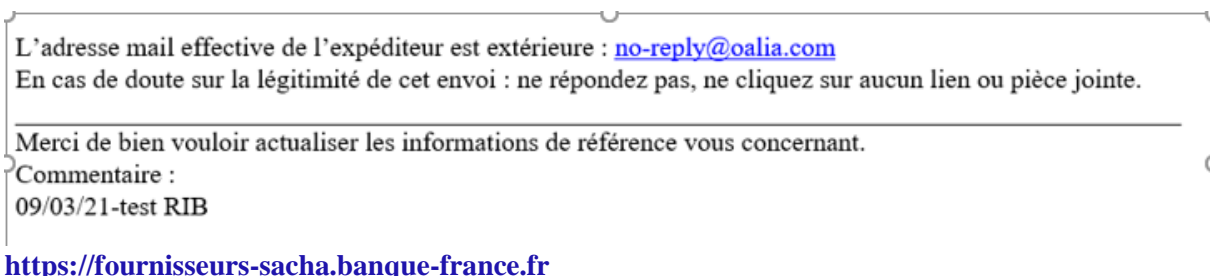 L'adresse mail effective de l'expéditeur est extérieure : no-reply@oalia.com
En cas de doute sur la légitimité de cet envoi : ne répondez pas, ne cliquez sur aucun lien ou pièce jointe.
Merci de bien vouloir actualiser les informations de référence vous concernant.
Commentaire :
09/03/21-test RIB
https://fournisseurs-sacha.banque-france.fr